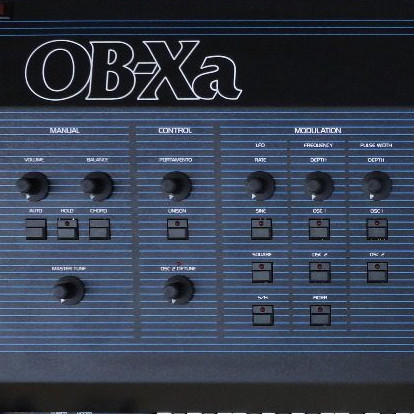 OB-Xa
MANUAL CONTROL MODULATION
LFO FREQUENCY PULSE WIDTH
VOLUME BALANCE PORTAMENTO RATE DEPTH DEPTH
AUTO HOLD CHORD UNISON SINE OSC 1 OSC 1
SQUARE OSC 2 OSC 2
MASTER TUNE OSC 2 DETUNE
S/H FILTER